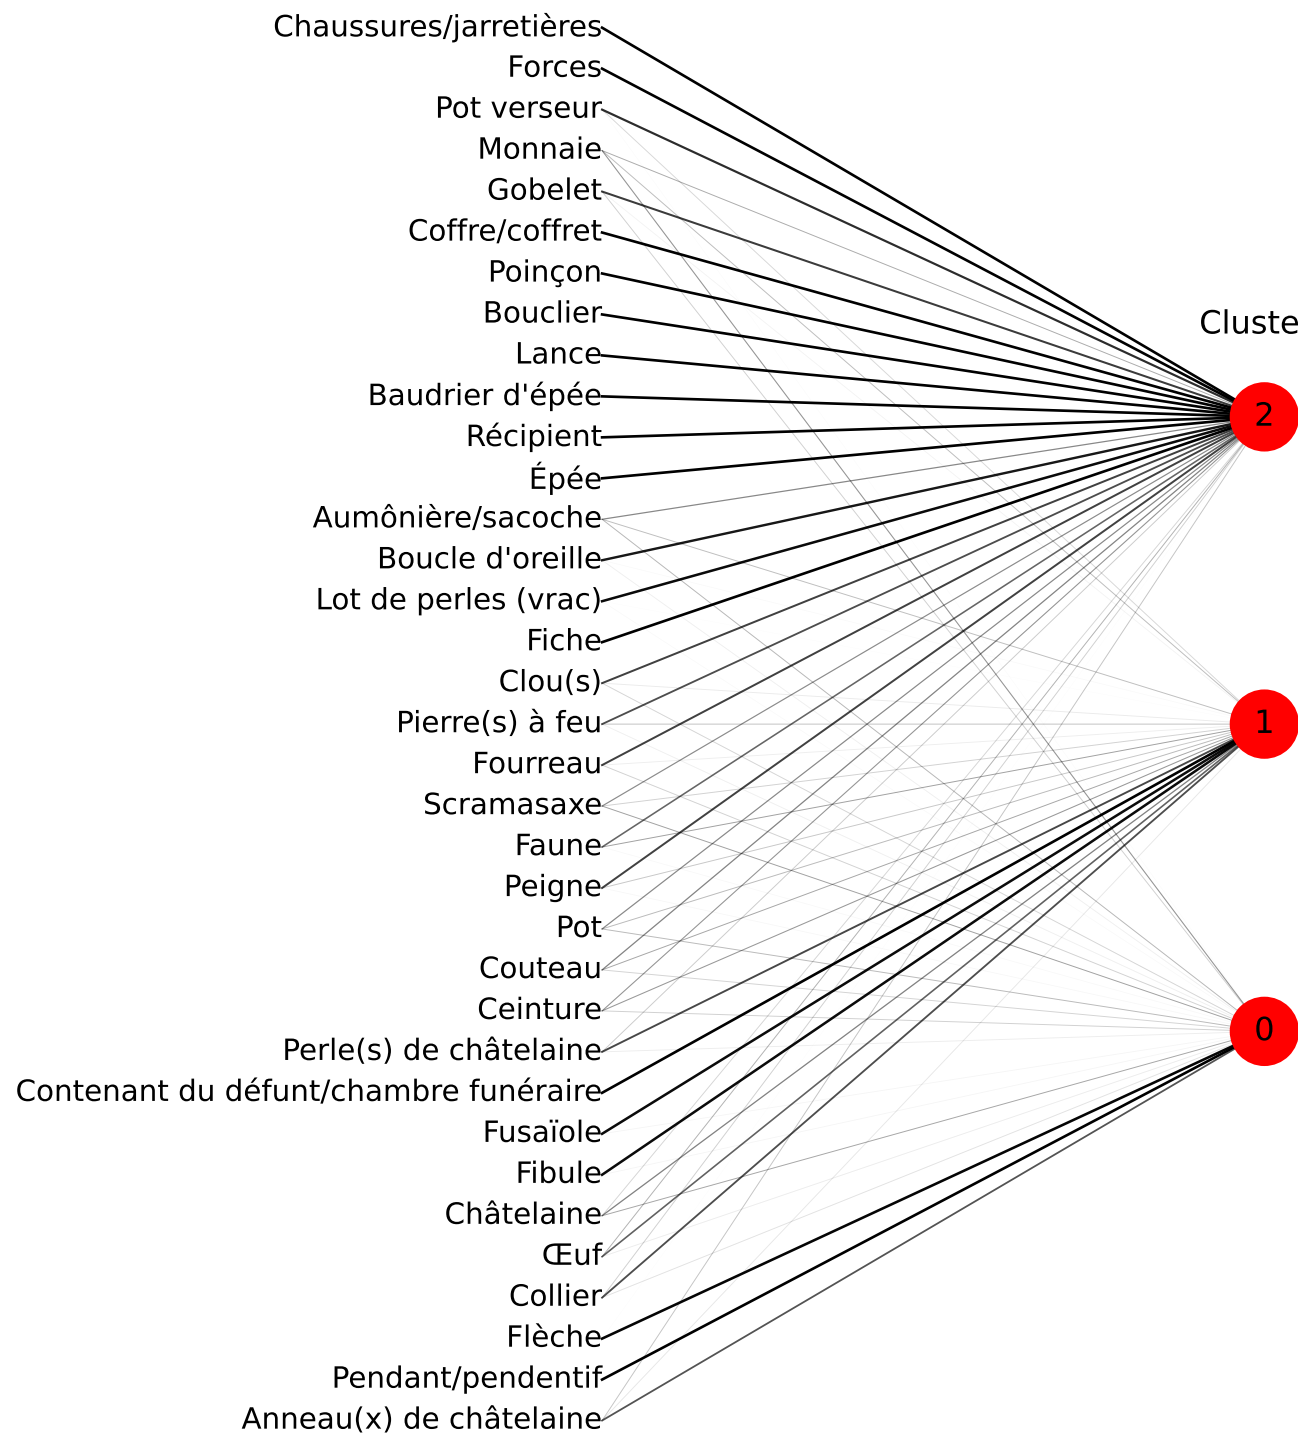 Chaussures/jarretières
Forces
Pot verseur
Monnaie
Gobelet
Coffre/coffret
Poinçon
Bouclier
Cluste
Lance
Baudrier d'épée
2
Récipient
Épée
Aumônière/sacoche
Boucle d'oreille
Lot de perles (vrac)
Fiche
Clou(s)
Pierre(s) à feu
1
Fourreau
Scramasaxe
Faune
Peigne
Pot
Couteau
Ceinture
0
Perle(s) de châtelaine
Contenant du défunt/chambre funéraire
Fusaïole
Fibule
Châtelaine
Œuf
Collier
Flèche
Pendant/pendentif
Anneau(x) de châtelaine